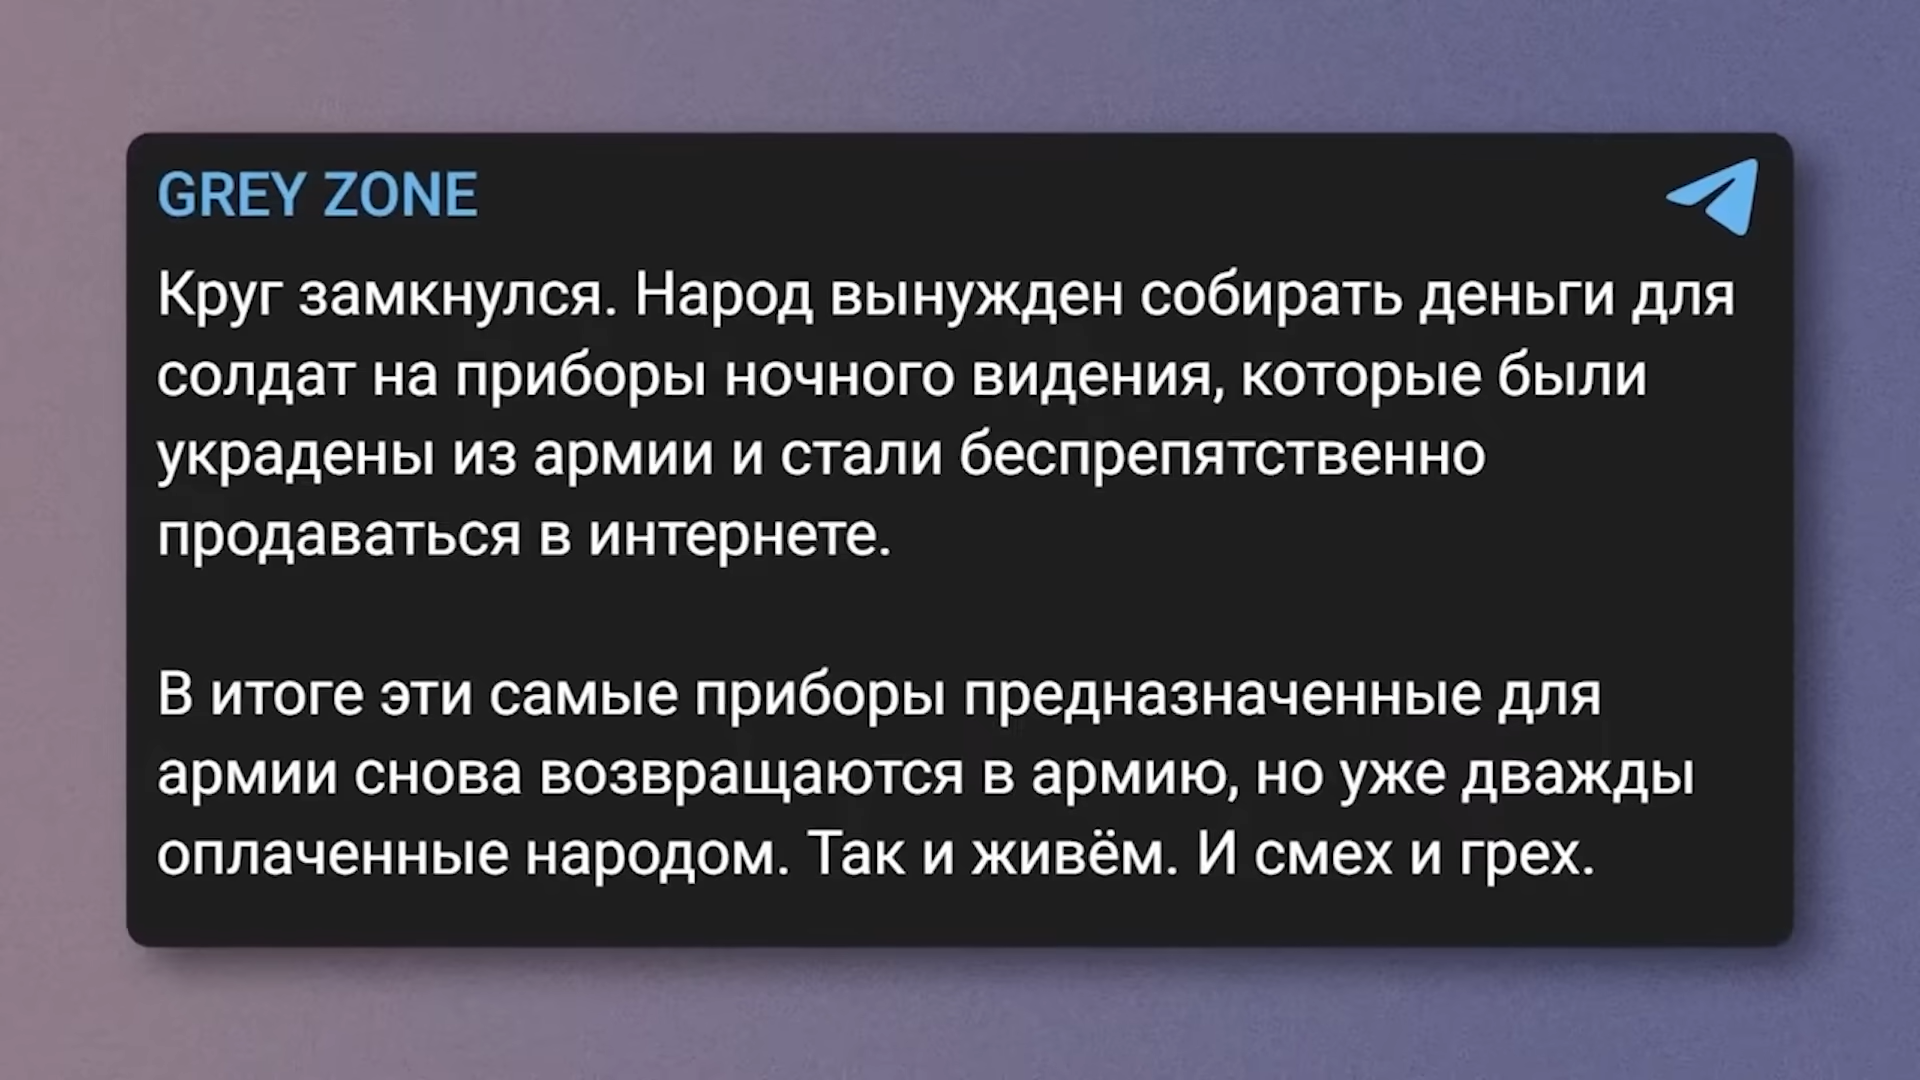 GREY ZONE
Круг замкнулся. Народ вынужден собирать деньги для
солдат на приборы ночного видения, которые были
украдены из армии и стали беспрепятственно
продаваться в интернете.
В итоге эти самые приборы предназначенные для
армии снова возвращаются в армию, но уже дважды
оплаченные народом. Так и живём. И смех и грех.